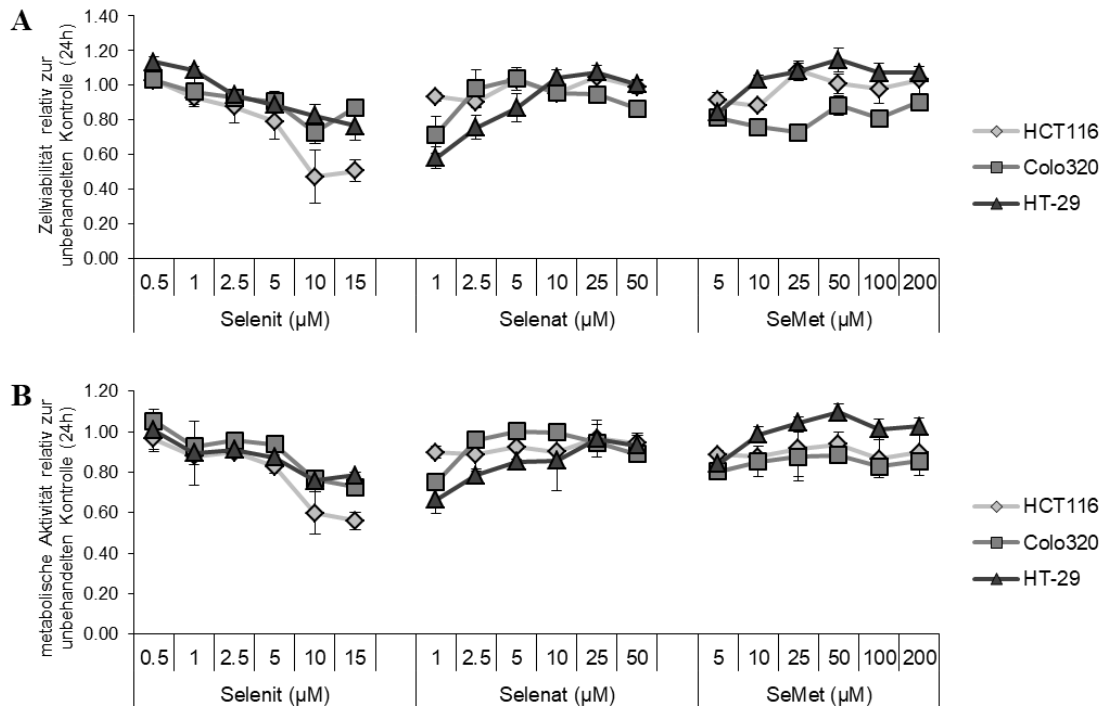 A
Zellviabilität relativ zur
unbehandelten Kontrolle (24h)
1.40
1.20
1.00
0.80
0.60
0.40
0.20
0.00
0.5 1 2.5 5 10 15 1 2.5 5 10 25 50 5 10 25 50 100 200
Selenit (µM) Selenat (µM) SeMet (µM)
HCT116
Colo320
HT-29
B
metabolische Aktivität relativ zur
unbehandelten Kontrolle (24h)
1.20
1.00
0.80
0.60
0.40
0.20
0.00
0.5 1 2.5 5 10 15 1 2.5 5 10 25 50 5 10 25 50 100 200
Selenit (µM) Selenat (µM) SeMet (µM)
HCT116
Colo320
HT-29